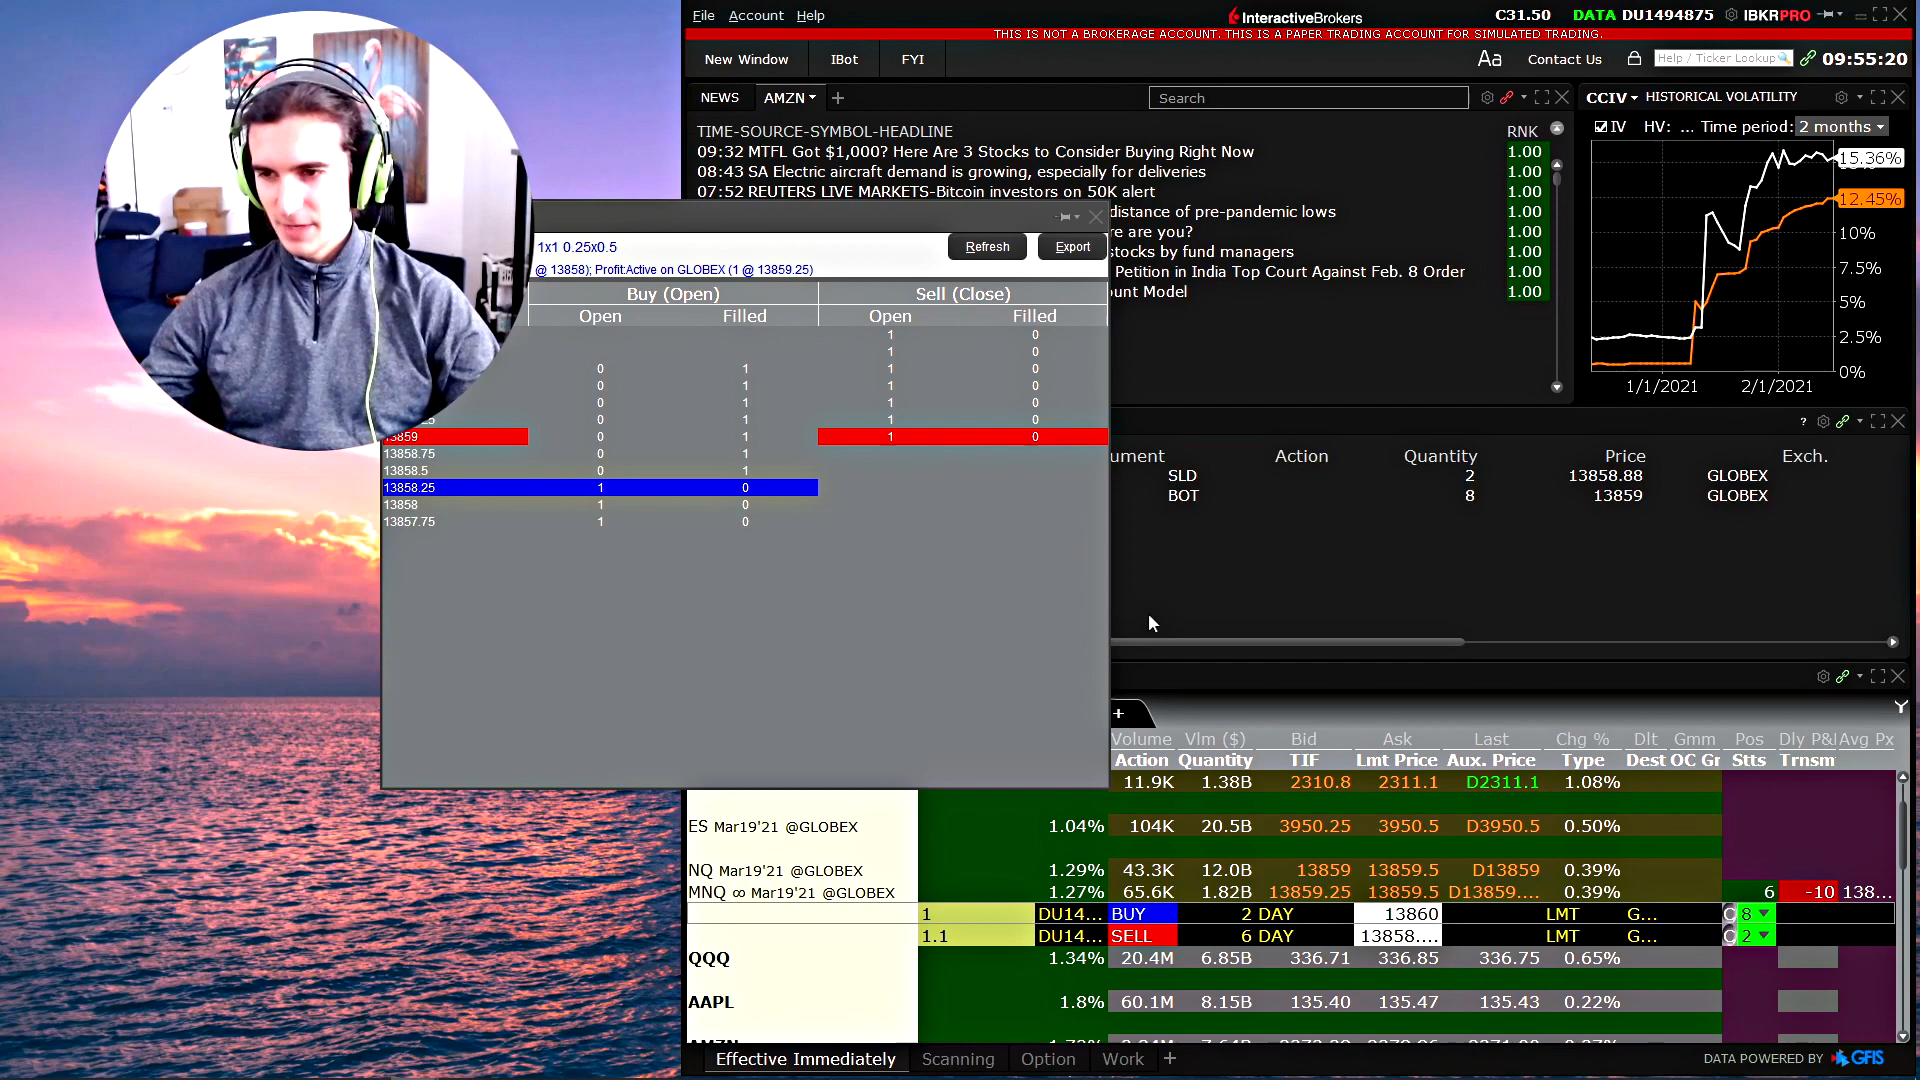 File Account Help
InteractiveBrokers
C31.50 DATA DU1494875 IBKRPRO
THIS IS NOT A BROKERAGE ACCOUNT. THIS IS A PAPER TRADING ACCOUNT FOR SIMULATED TRADING.
New Window IBot FYI
Aa Contact Us Help / Ticker Lookup 09:55:20
NEWS AMZN + Search
CCIV HISTORICAL VOLATILITY
TIME-SOURCE-SYMBOL-HEADLINE RNK
IV HV: ... Time period: 2 months
09:32 MTFL Got $1,000? Here Are 3 Stocks to Consider Buying Right Now 1.00
08:43 SA Electric aircraft demand is growing, especially for deliveries 1.00
07:52 REUTERS LIVE MARKETS-Bitcoin investors on 50K alert 1.00
distance of pre-pandemic lows 1.00
re are you? 1.00
stocks by fund managers 1.00
Petition in India Top Court Against Feb. 8 Order 1.00
unt Model 1.00
15.36%
12.45%
10%
7.5%
5%
2.5%
0%
1/1/2021 2/1/2021
1x1 0.25x0.5 Refresh Export
@ 13858); Profit:Active on GLOBEX (1 @ 13859.25)
Buy (Open) Sell (Close)
Open Filled Open Filled
1 0
1 0
0 1 1 0
0 1 1 0
0 1 1 0
25 0 1 1 0
13859 0 1 1 0
13858.75 0 1
13858.5 0 1
13858.25 1 0
13858 1 0
13857.75 1 0
?
ument Action Quantity Price Exch.
SLD 2 13858.88 GLOBEX
BOT 8 13859 GLOBEX
+
Volume Vlm ($) Bid Ask Last Chg % Dlt Gmm Pos Dly P&L Avg Px
Action Quantity TIF Lmt Price Aux. Price Type Dest OC Gr Stts Trnsm
11.9K 1.38B 2310.8 2311.1 D2311.1 1.08%
ES Mar19'21 @GLOBEX 1.04% 104K 20.5B 3950.25 3950.5 D3950.5 0.50%
NQ Mar19'21 @GLOBEX 1.29% 43.3K 12.0B 13859 13859.5 D13859 0.39%
MNQ ∞ Mar19'21 @GLOBEX 1.27% 65.6K 1.82B 13859.25 13859.5 D13859.... 0.39% 6 -10 138...
1 DU14... BUY 2 DAY 13860 LMT G... C 8
1.1 DU14... SELL 6 DAY 13858.... LMT G... C 2
QQQ 1.34% 20.4M 6.85B 336.71 336.85 336.75 0.65%
AAPL 1.8% 60.1M 8.15B 135.40 135.47 135.43 0.22%
Effective Immediately Scanning Option Work +
DATA POWERED BY GFIS